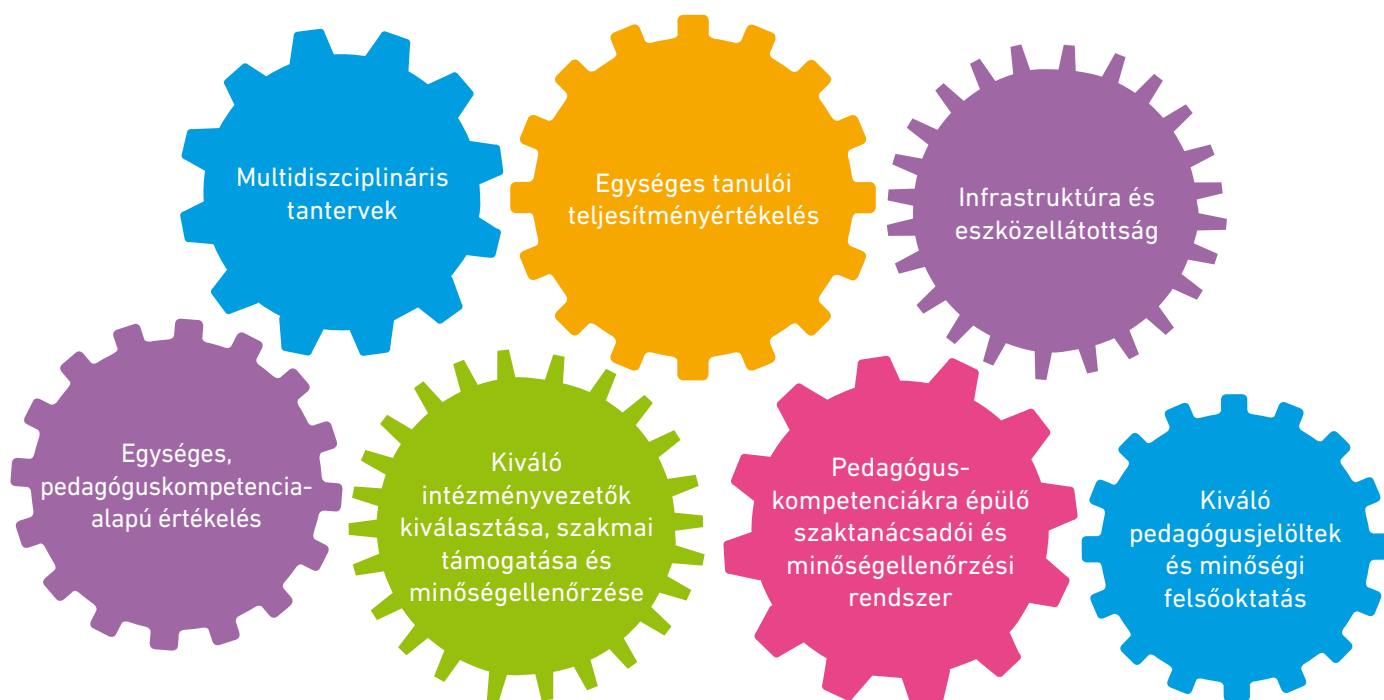 Multidiszciplináris
tantervek
Egységes tanulói
teljesítményértékelés
Infrastruktúra és
eszközellátottság
Egységes,
pedagóguskompetencia-
alapú értékelés
Kiváló
intézményvezetők
kiválasztása, szakmai
támogatása és
minőségellenőrzése
Pedagógus-
kompetenciákra épülő
szaktanácsadói és
minőségellenőrzési
rendszer
Kiváló
pedagógusjelöltek
és minőségi
felsőoktatás